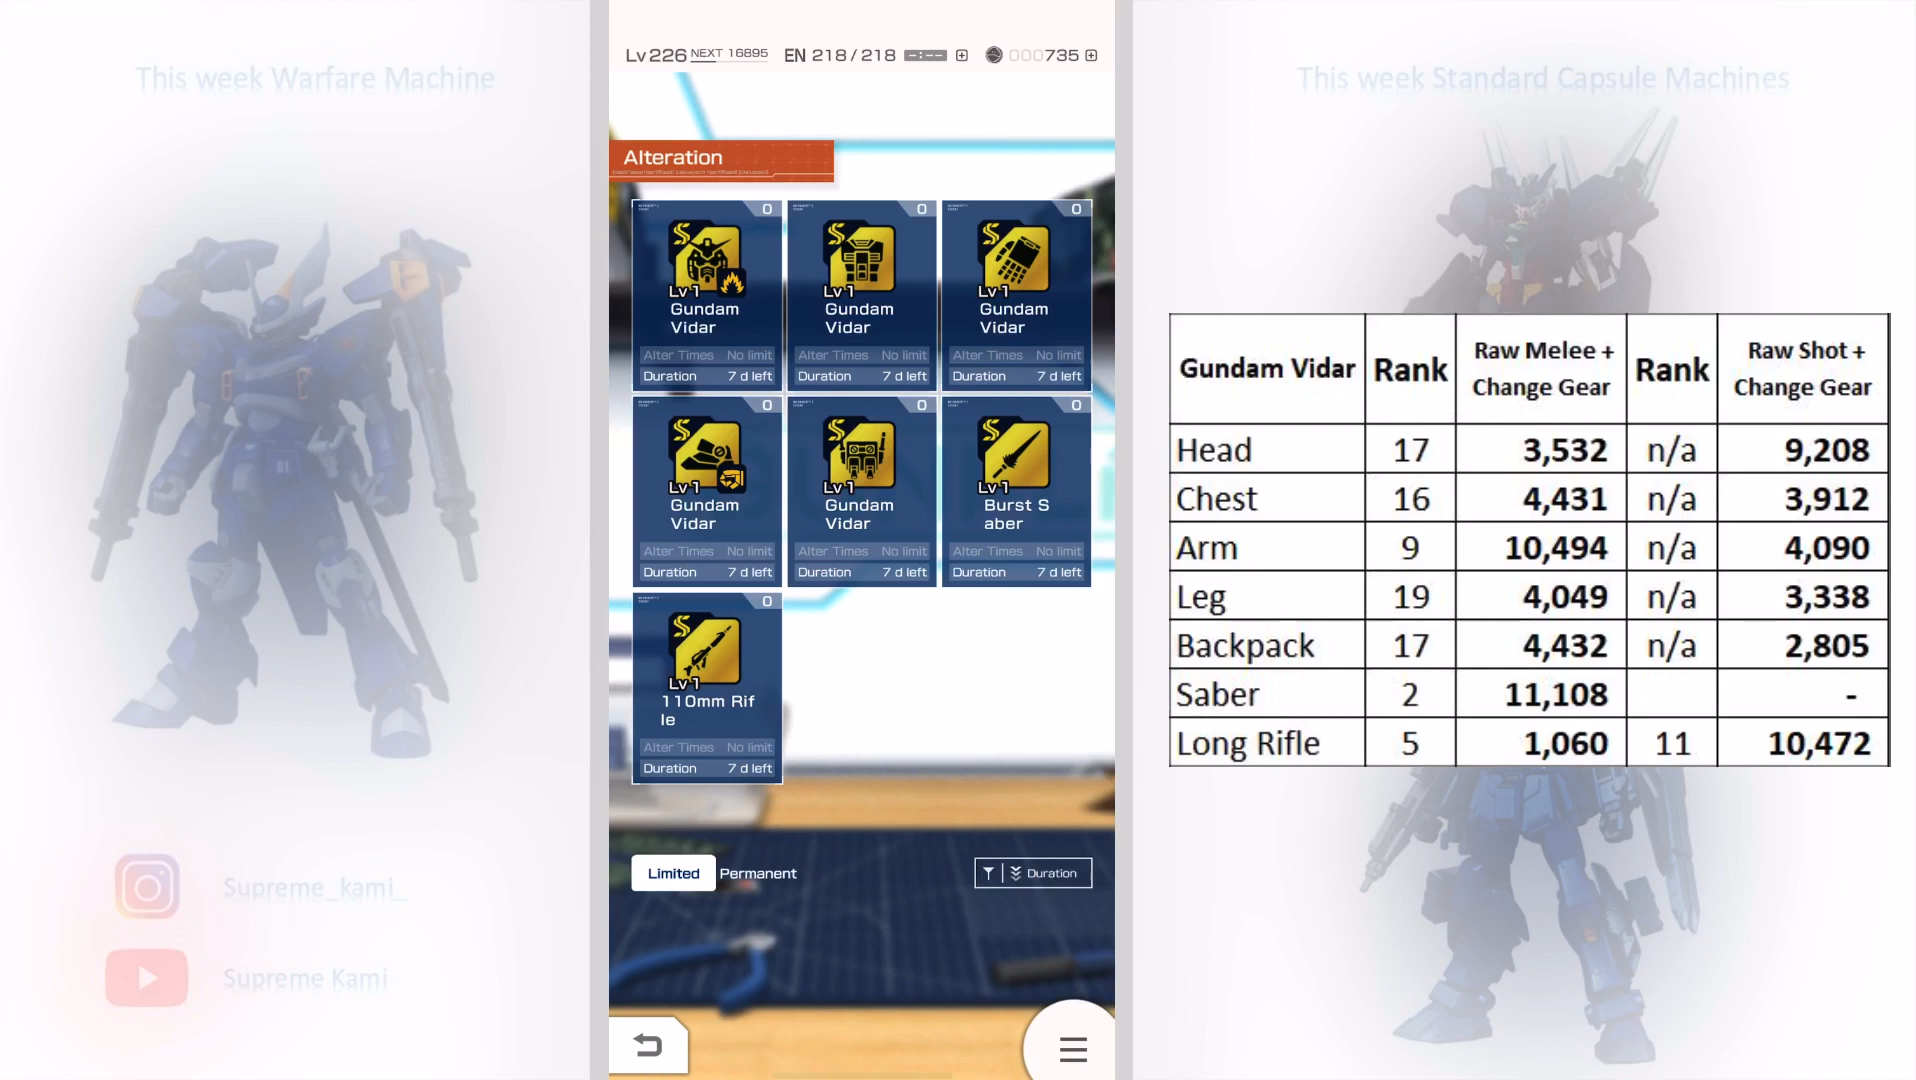 This week Warfare Machine
Supreme_kami_
Supreme Kami
Lv 226 NEXT 16895 EN 218/218 --:-- 000735
Alteration
0 0 0
S S S
Lv 1 Lv 1 Lv 1
Gundam Gundam Gundam
Vidar Vidar Vidar
Alter Times No limit Alter Times No limit Alter Times No limit
Duration 7 d left Duration 7 d left Duration 7 d left
0 0 0
S S S
Lv 1 Lv 1 Lv 1
Gundam Gundam Burst S
Vidar Vidar aber
Alter Times No limit Alter Times No limit Alter Times No limit
Duration 7 d left Duration 7 d left Duration 7 d left
0
S
Lv 1
110mm Rif
le
Alter Times No limit
Duration 7 d left
Limited Permanent Duration
This week Standard Capsule Machines
Gundam Vidar Rank Raw Melee + Change Gear Rank Raw Shot + Change Gear
Head 17 3,532 n/a 9,208
Chest 16 4,431 n/a 3,912
Arm 9 10,494 n/a 4,090
Leg 19 4,049 n/a 3,338
Backpack 17 4,432 n/a 2,805
Saber 2 11,108 -
Long Rifle 5 1,060 11 10,472